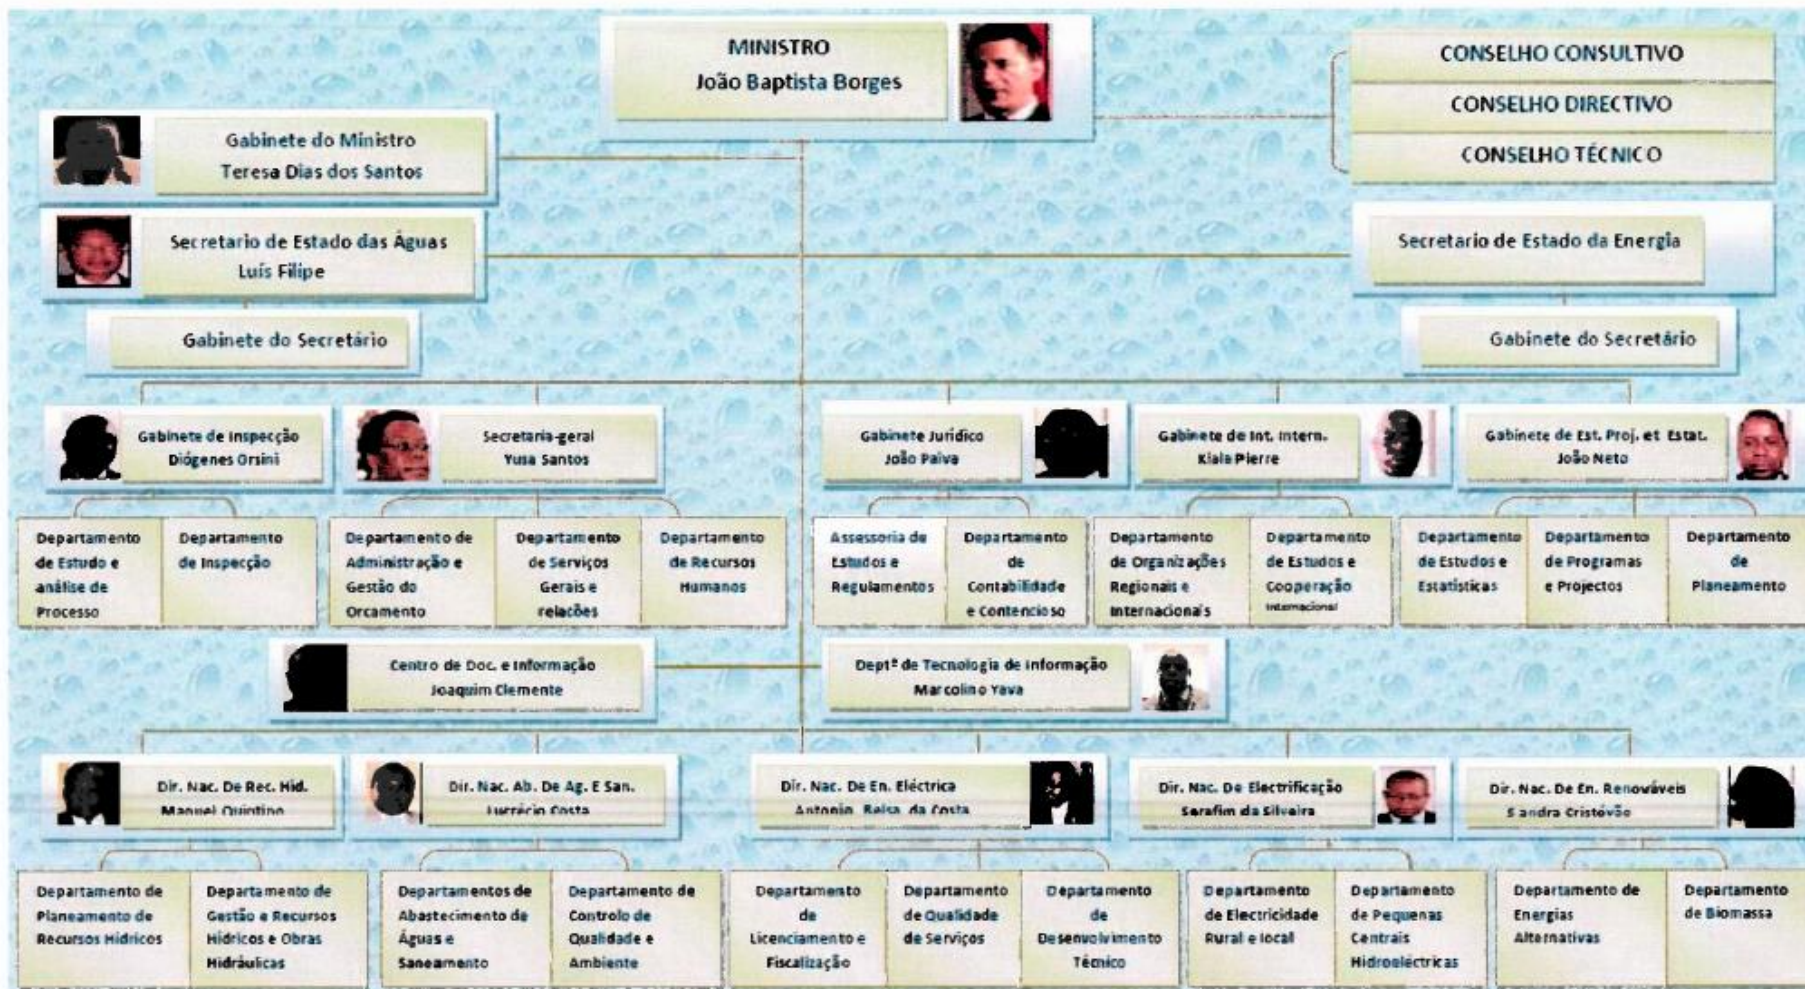 MINISTRO
João Baptista Borges
CONSELHO CONSULTIVO
CONSELHO DIRECTIVO
CONSELHO TÉCNICO
Gabinete do Ministro
Teresa Dias dos Santos
Secretario de Estado das Águas
Luís Filipe
Secretario de Estado da Energia
Gabinete do Secretário
Gabinete do Secretário
Gabinete de Inspecção
Diógenes Orsini
Secretaria-geral
Yusa Santos
Gabinete Jurídico
João Paiva
Gabinete de Int. Intern.
Kiala Pierre
Gabinete de Est. Proj. et Estat.
João Neto
Departamento
de Estudo e
análise de
Processo
Departamento
de Inspecção
Departamento de
Administração e
Gestão do
Orcamento
Departamento
de Serviços
Gerais e
relações
Departamento
de Recursos
Humanos
Assessoria de
Estudos e
Regulamentos
Departamento
de
Contabilidade
e Contencioso
Departamento
de Organizações
Regionais e
Internacionais
Departamento
de Estudos e
Cooperação
Internacional
Departamento
de Estudos e
Estatísticas
Departamento
de Programas
e Projectos
Departamento
de
Planeamento
Centro de Doc. e Informação
Joaquim Clemente
Deptº de Tecnologia de Informação
Marcolino Yava
Dir. Nac. De Rec. Hid.
Manuel Quintino
Dir. Nac. Ab. De Ag. E San.
Lucrécio Costa
Dir. Nac. De En. Eléctrica
Antonio Belsa da Costa
Dir. Nac. De Electrificação
Serafim da Silveira
Dir. Nac. De En. Renováveis
Sandra Cristóvão
Departamento de
Planeamento de
Recursos Hídricos
Departamento de
Gestão e Recursos
Hídricos e Obras
Hidráulicas
Departamentos de
Abastecimento de
Águas e
Saneamento
Departamento de
Controlo de
Qualidade e
Ambiente
Departamento
de
Licenciamento e
Fiscalização
Departamento
de Qualidade
de Serviços
Departamento
de
Desenvolvimento
Técnico
Departamento
de Electricidade
Rural e local
Departamento
de Pequenas
Centrais
Hidroeléctricas
Departamento de
Energias
Alternativas
Departamento
de Biomassa